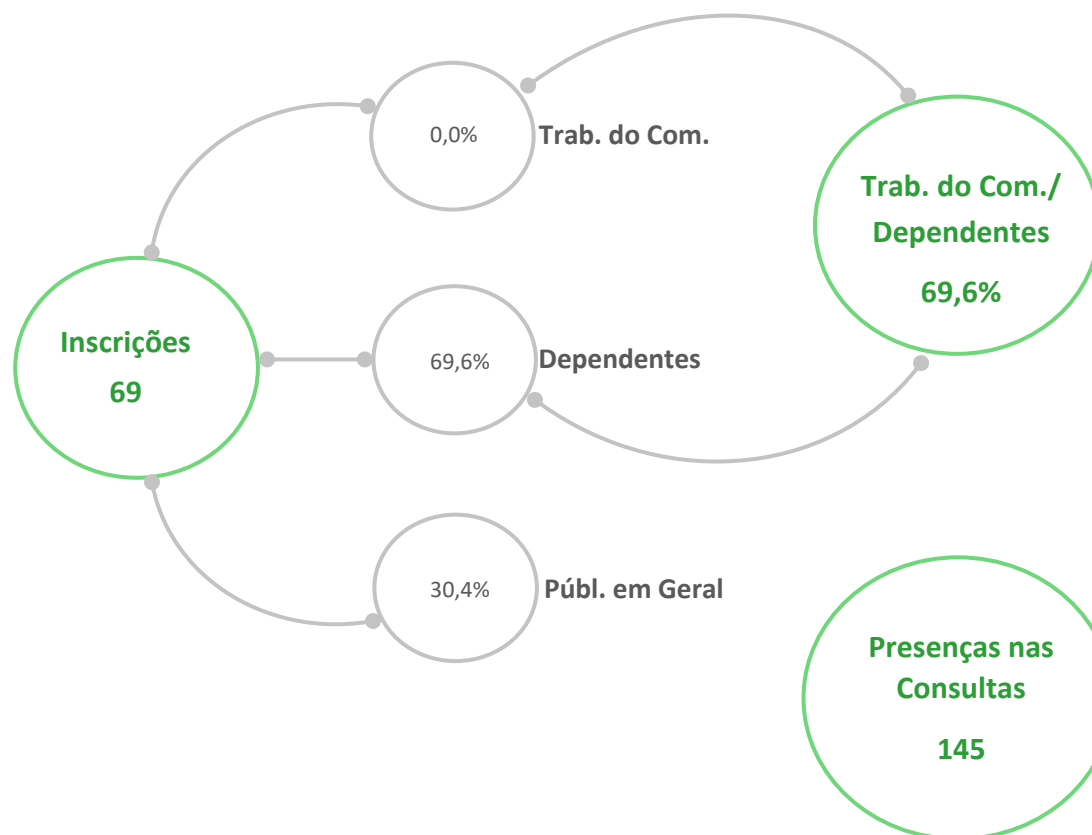 Inscrições
69
0,0%
Trab. do Com.
69,6%
Dependentes
30,4%
Públ. em Geral
Trab. do Com./
Dependentes
69,6%
Presenças nas
Consultas
145